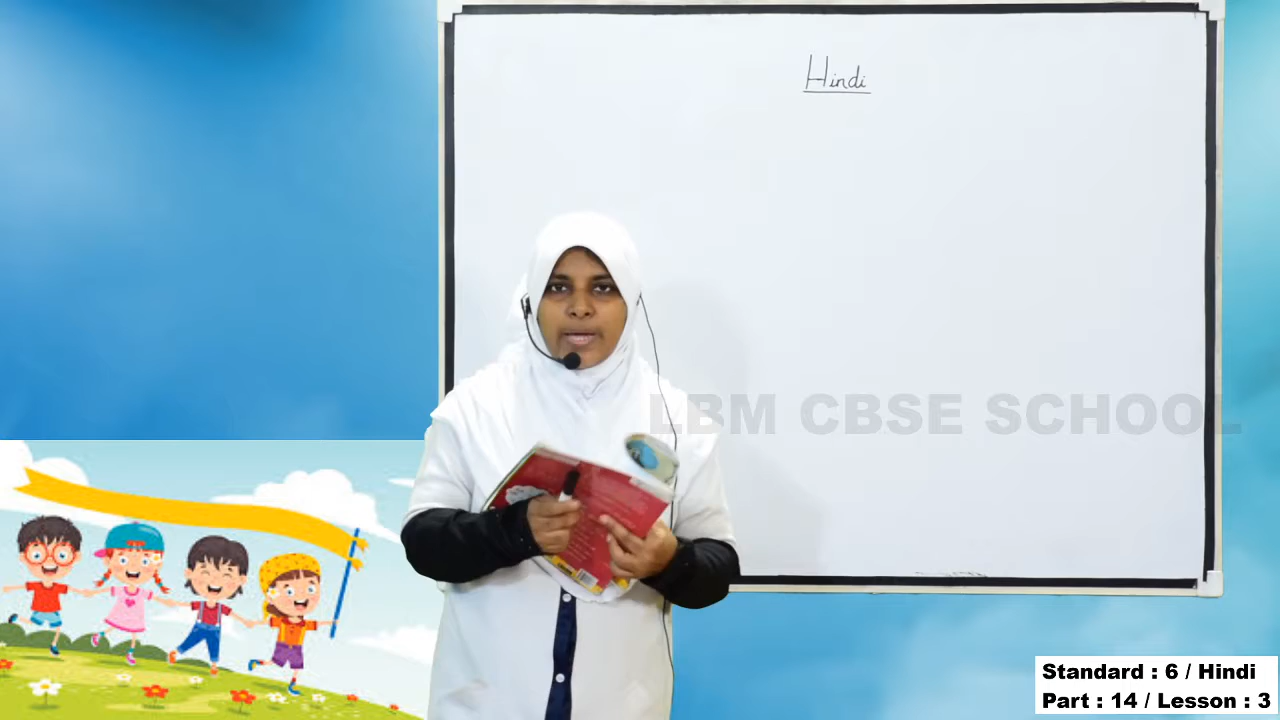 Hindi
LBM CBSE SCHOOL
Standard : 6 / Hindi
Part : 14 / Lesson : 3